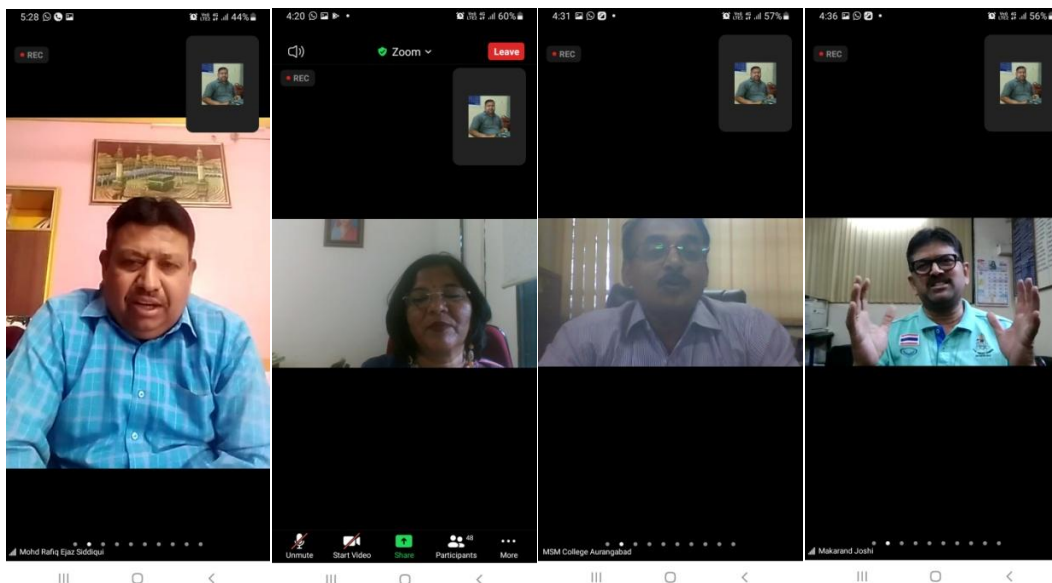 5:28
44%
REC
Mohd Rafiq Ejaz Siddiqui
4:20
60%
Zoom
Leave
REC
Unmute
Start Video
Share
48
Participants
More
4:31
57%
REC
MSM College Aurangabad
4:36
56%
REC
Makarand Joshi